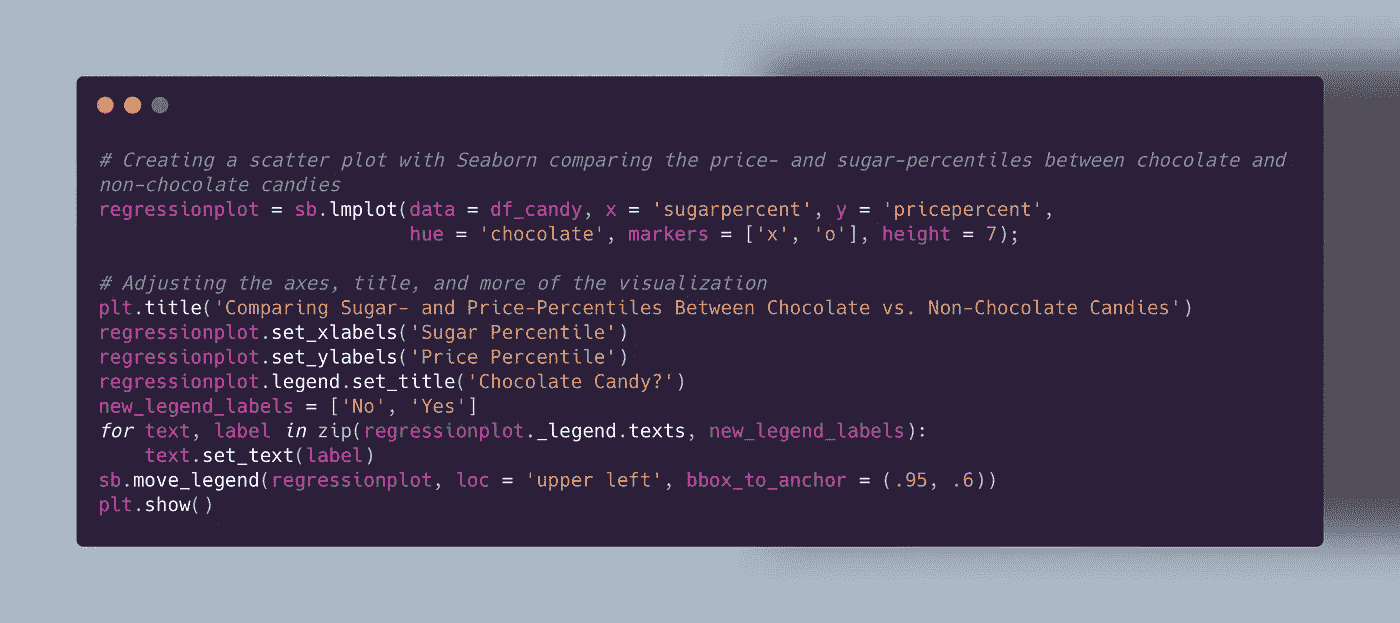 # Creating a scatter plot with Seaborn comparing the price- and sugar-percentiles between chocolate and
non-chocolate candies
regressionplot = sb.lmplot(data = df_candy, x = 'sugarpercent', y = 'pricepercent',
                           hue = 'chocolate', markers = ['x', 'o'], height = 7);

# Adjusting the axes, title, and more of the visualization
plt.title('Comparing Sugar- and Price-Percentiles Between Chocolate vs. Non-Chocolate Candies')
regressionplot.set_xlabels('Sugar Percentile')
regressionplot.set_ylabels('Price Percentile')
regressionplot.legend.set_title('Chocolate Candy?')
new_legend_labels = ['No', 'Yes']
for text, label in zip(regressionplot._legend.texts, new_legend_labels):
    text.set_text(label)
sb.move_legend(regressionplot, loc = 'upper left', bbox_to_anchor = (.95, .6))
plt.show()